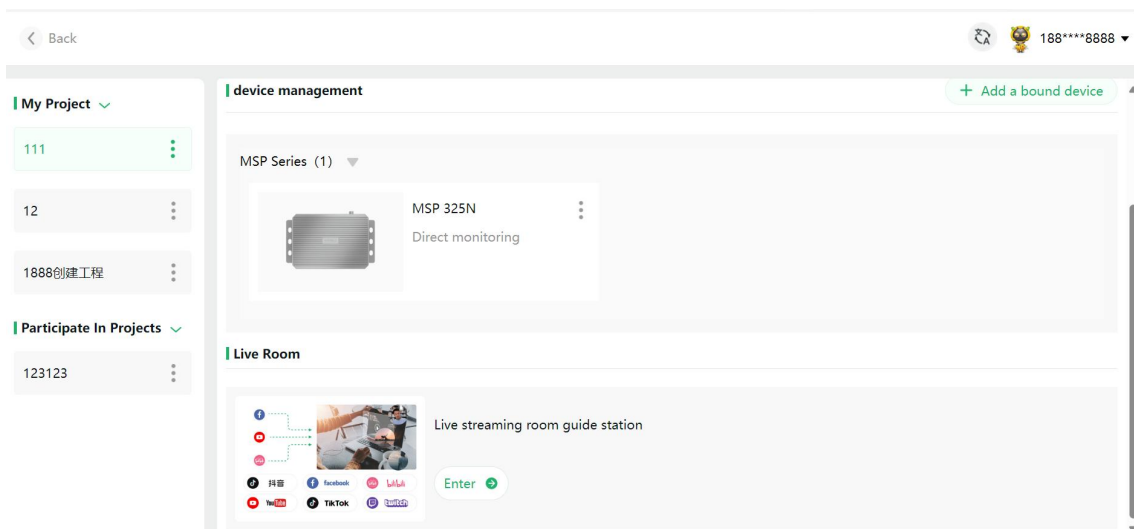 Back
188****8888
My Project
111
12
1888创建工程
Participate In Projects
123123
device management
+ Add a bound device
MSP Series（1）
MSP 325N
Direct monitoring
Live Room
Live streaming room guide station
抖音 facebook bilibili
YouTube TikTok twitch
Enter